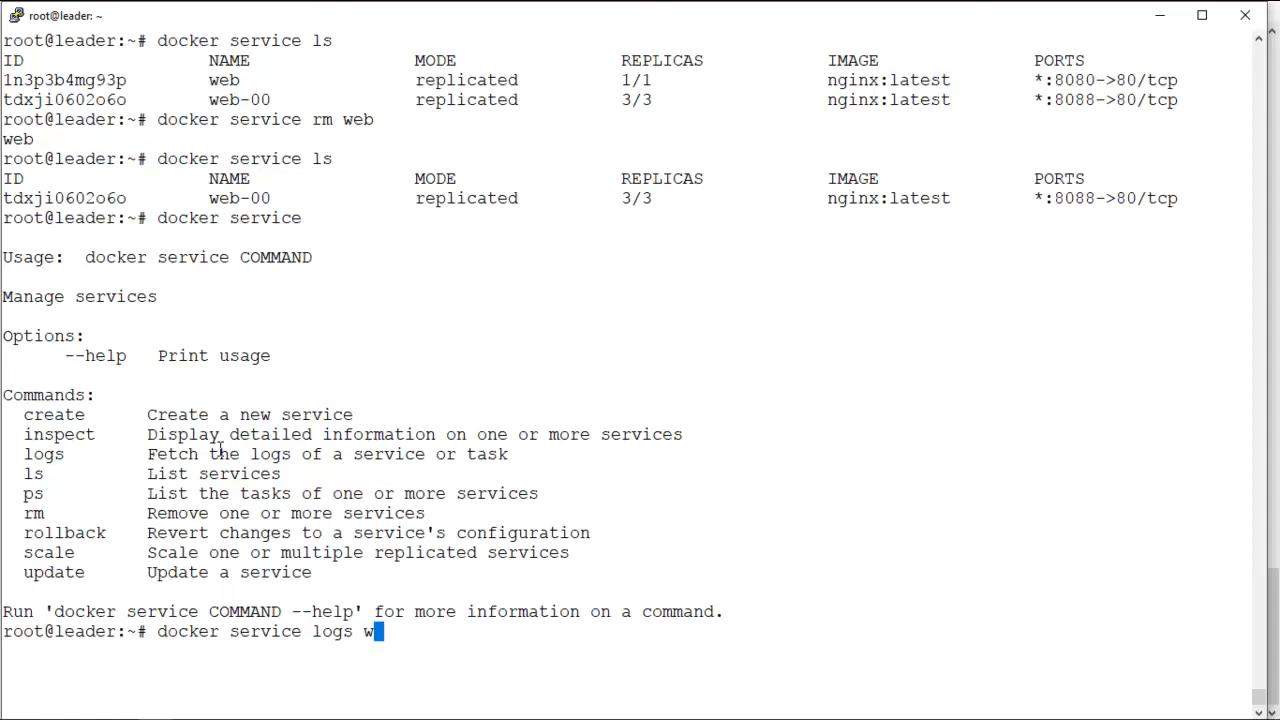 root@leader: ~
root@leader:~# docker service ls
ID NAME MODE REPLICAS IMAGE PORTS
1n3p3b4mg93p web replicated 1/1 nginx:latest *:8080->80/tcp
tdxji0602o6o web-00 replicated 3/3 nginx:latest *:8088->80/tcp
root@leader:~# docker service rm web
web
root@leader:~# docker service ls
ID NAME MODE REPLICAS IMAGE PORTS
tdxji0602o6o web-00 replicated 3/3 nginx:latest *:8088->80/tcp
root@leader:~# docker service
Usage: docker service COMMAND
Manage services
Options:
--help Print usage
Commands:
create Create a new service
inspect Display detailed information on one or more services
logs Fetch the logs of a service or task
ls List services
ps List the tasks of one or more services
rm Remove one or more services
rollback Revert changes to a service's configuration
scale Scale one or multiple replicated services
update Update a service
Run 'docker service COMMAND --help' for more information on a command.
root@leader:~# docker service logs w